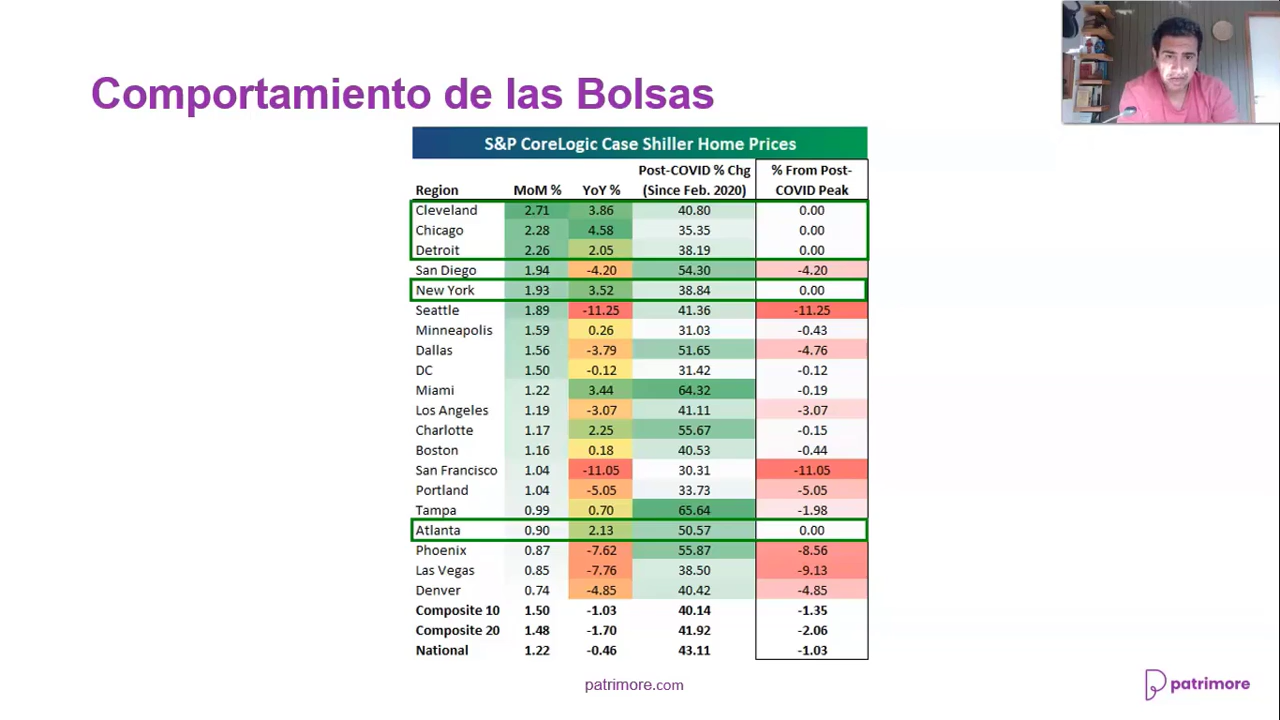 Comportamiento de las Bolsas
S&P CoreLogic Case Shiller Home Prices
Post-COVID % Chg % From Post-
Region MoM % YoY % (Since Feb. 2020) COVID Peak
Cleveland 2.71 3.86 40.80 0.00
Chicago 2.28 4.58 35.35 0.00
Detroit 2.26 2.05 38.19 0.00
San Diego 1.94 -4.20 54.30 -4.20
New York 1.93 3.52 38.84 0.00
Seattle 1.89 -11.25 41.36 -11.25
Minneapolis 1.59 0.26 31.03 -0.43
Dallas 1.56 -3.79 51.65 -4.76
DC 1.50 -0.12 31.42 -0.12
Miami 1.22 3.44 64.32 -0.19
Los Angeles 1.19 -3.07 41.11 -3.07
Charlotte 1.17 2.25 55.67 -0.15
Boston 1.16 0.18 40.53 -0.44
San Francisco 1.04 -11.05 30.31 -11.05
Portland 1.04 -5.05 33.73 -5.05
Tampa 0.99 0.70 65.64 -1.98
Atlanta 0.90 2.13 50.57 0.00
Phoenix 0.87 -7.62 55.87 -8.56
Las Vegas 0.85 -7.76 38.50 -9.13
Denver 0.74 -4.85 40.42 -4.85
Composite 10 1.50 -1.03 40.14 -1.35
Composite 20 1.48 -1.70 41.92 -2.06
National 1.22 -0.46 43.11 -1.03
patrimore.com
patrimore